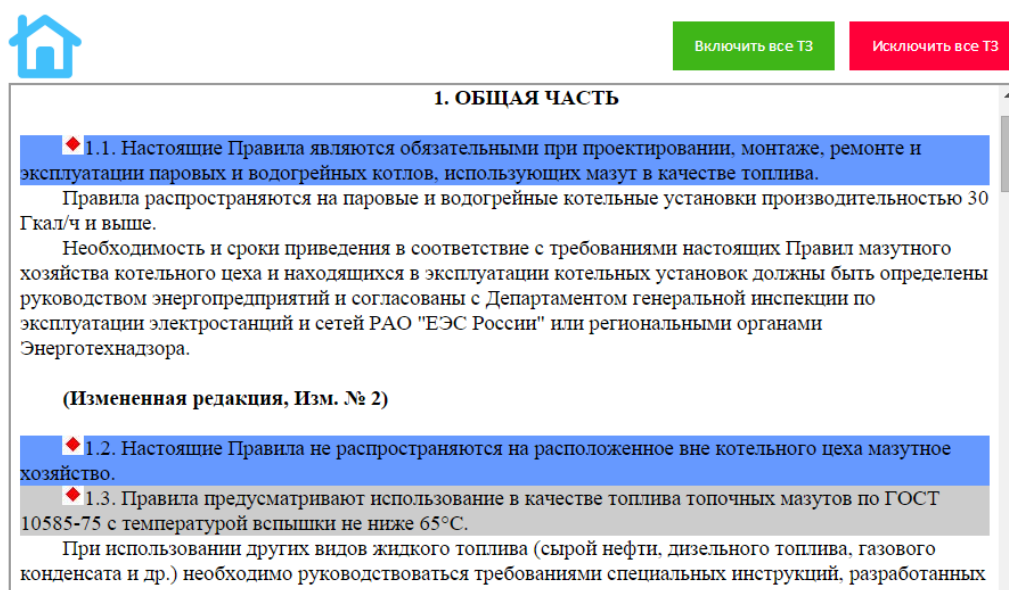 Включить все ТЗ
Исключить все ТЗ
1. ОБЩАЯ ЧАСТЬ
1.1. Настоящие Правила являются обязательными при проектировании, монтаже, ремонте и
эксплуатации паровых и водогрейных котлов, использующих мазут в качестве топлива.
Правила распространяются на паровые и водогрейные котельные установки производительностью 30
Гкал/ч и выше.
Необходимость и сроки приведения в соответствие с требованиями настоящих Правил мазутного
хозяйства котельного цеха и находящихся в эксплуатации котельных установок должны быть определены
руководством энергопредприятий и согласованы с Департаментом генеральной инспекции по
эксплуатации электростанций и сетей РАО "ЕЭС России" или региональными органами
Энерготехнадзора.
(Измененная редакция, Изм. № 2)
1.2. Настоящие Правила не распространяются на расположенное вне котельного цеха мазутное
хозяйство.
1.3. Правила предусматривают использование в качестве топлива топочных мазутов по ГОСТ
10585-75 с температурой вспышки не ниже 65°С.
При использовании других видов жидкого топлива (сырой нефти, дизельного топлива, газового
конденсата и др.) необходимо руководствоваться требованиями специальных инструкций, разработанных